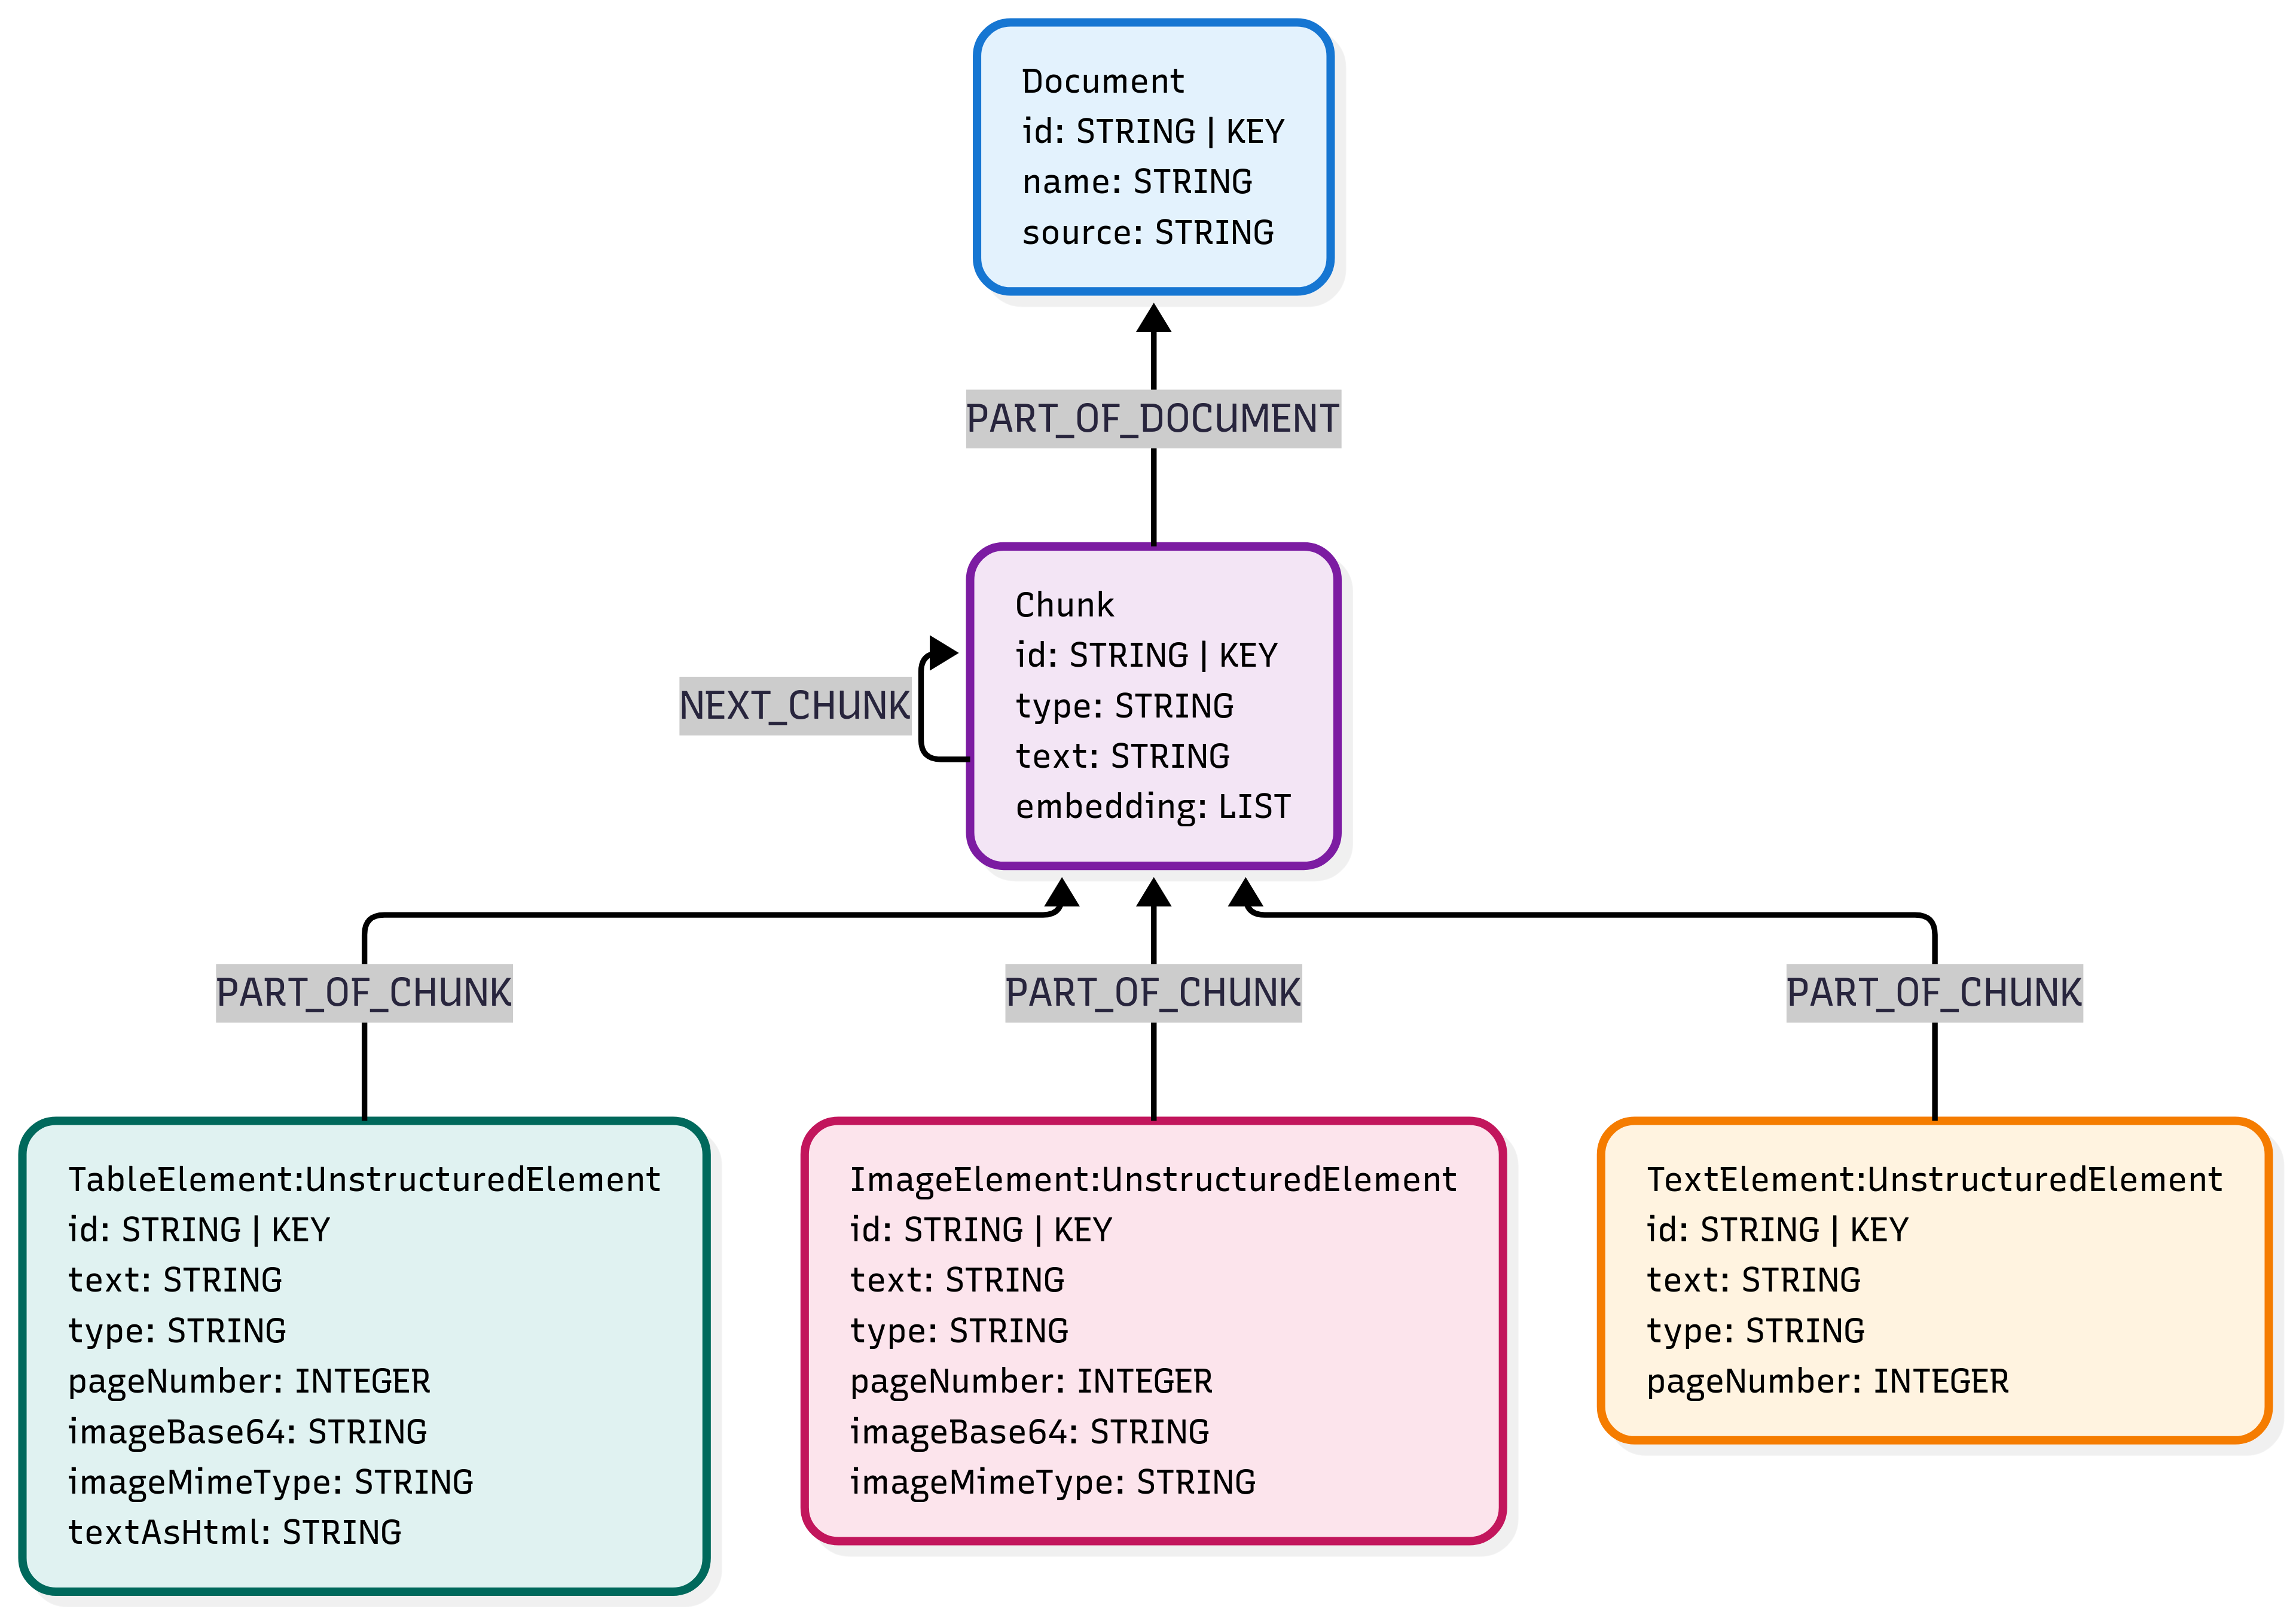 Document
id: STRING | KEY
name: STRING
source: STRING
PART_OF_DOCUMENT
Chunk
id: STRING | KEY
type: STRING
text: STRING
embedding: LIST
NEXT_CHUNK
PART_OF_CHUNK
PART_OF_CHUNK
PART_OF_CHUNK
TableElement:UnstructuredElement
id: STRING | KEY
text: STRING
type: STRING
pageNumber: INTEGER
imageBase64: STRING
imageMimeType: STRING
textAsHtml: STRING
ImageElement:UnstructuredElement
id: STRING | KEY
text: STRING
type: STRING
pageNumber: INTEGER
imageBase64: STRING
imageMimeType: STRING
TextElement:UnstructuredElement
id: STRING | KEY
text: STRING
type: STRING
pageNumber: INTEGER